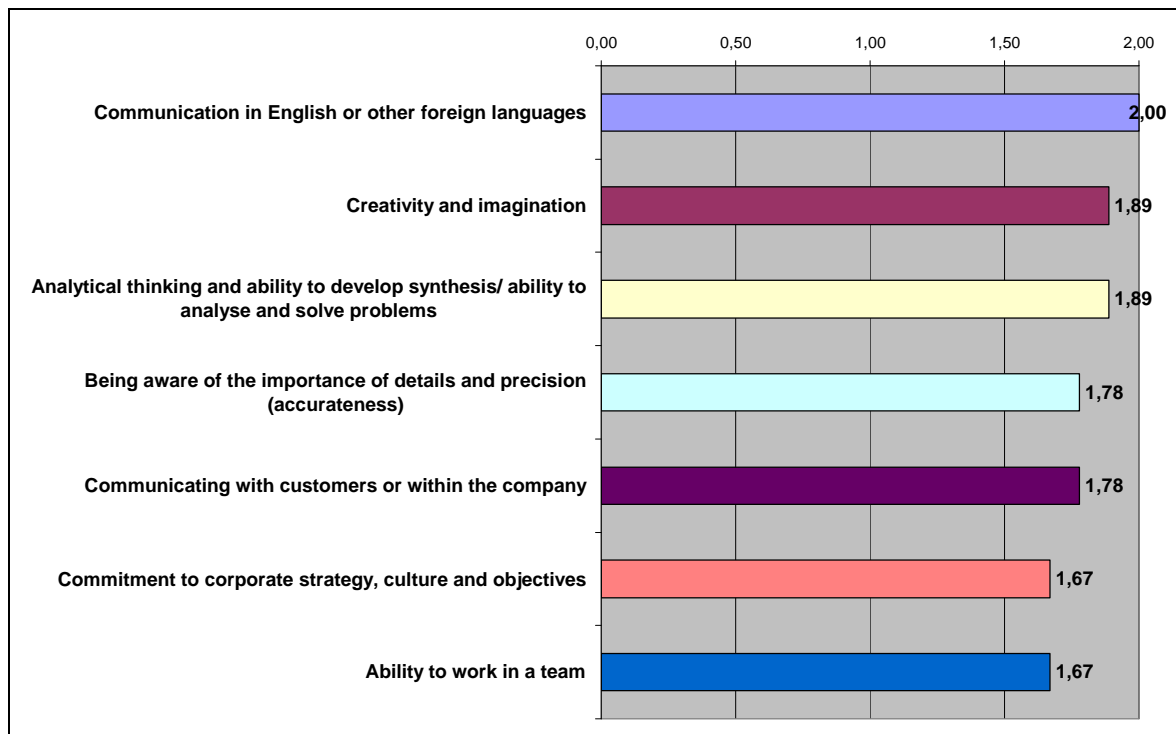 0,00 0,50 1,00 1,50 2,00
Communication in English or other foreign languages
2,00
Creativity and imagination
1,89
Analytical thinking and ability to develop synthesis/ ability to
analyse and solve problems
1,89
Being aware of the importance of details and precision
(accurateness)
1,78
Communicating with customers or within the company
1,78
Commitment to corporate strategy, culture and objectives
1,67
Ability to work in a team
1,67